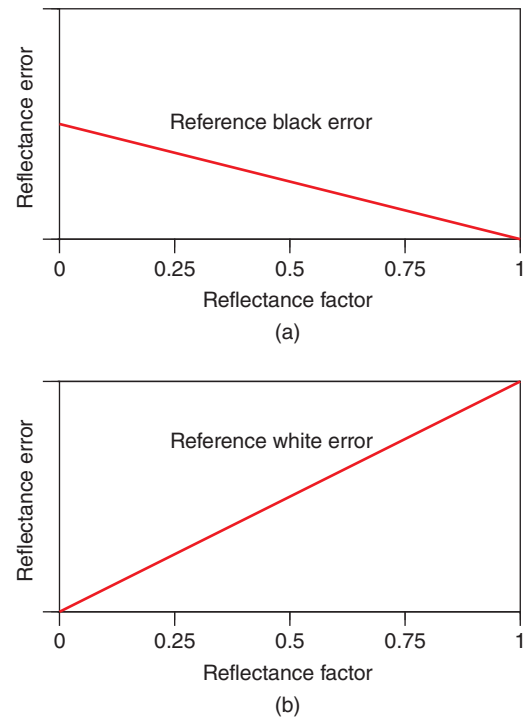 Reflectance error
Reference black error
0 0.25 0.5 0.75 1
Reflectance factor
(a)
Reflectance error
Reference white error
0 0.25 0.5 0.75 1
Reflectance factor
(b)